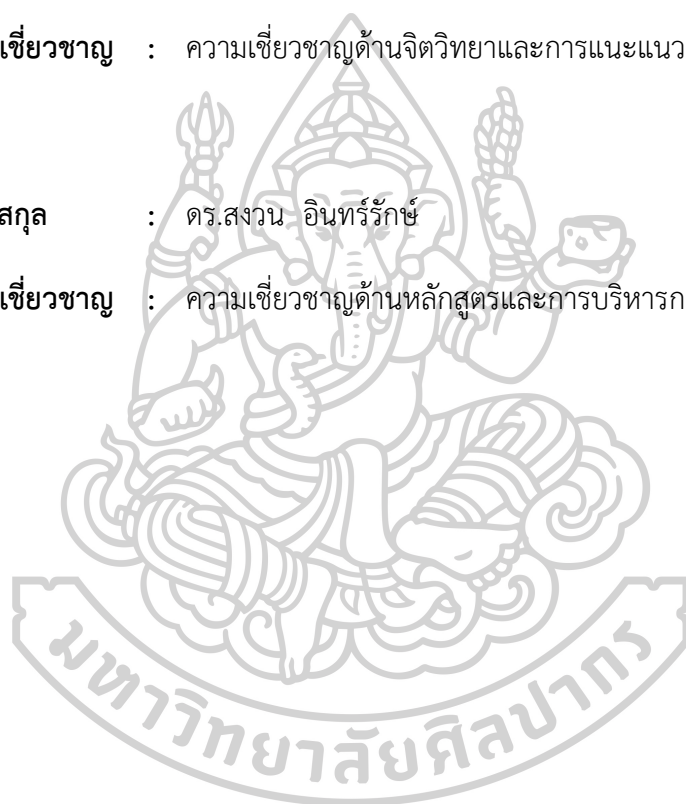 เชี่ยวชาญ : ความเชี่ยวชาญด้านจิตวิทยาและการแนะแนว
สกุล : ดร.สงวน อินทร์รักษ์
เชี่ยวชาญ : ความเชี่ยวชาญด้านหลักสูตรและการบริหารก
มหาวิทยาลัยศิลปากร